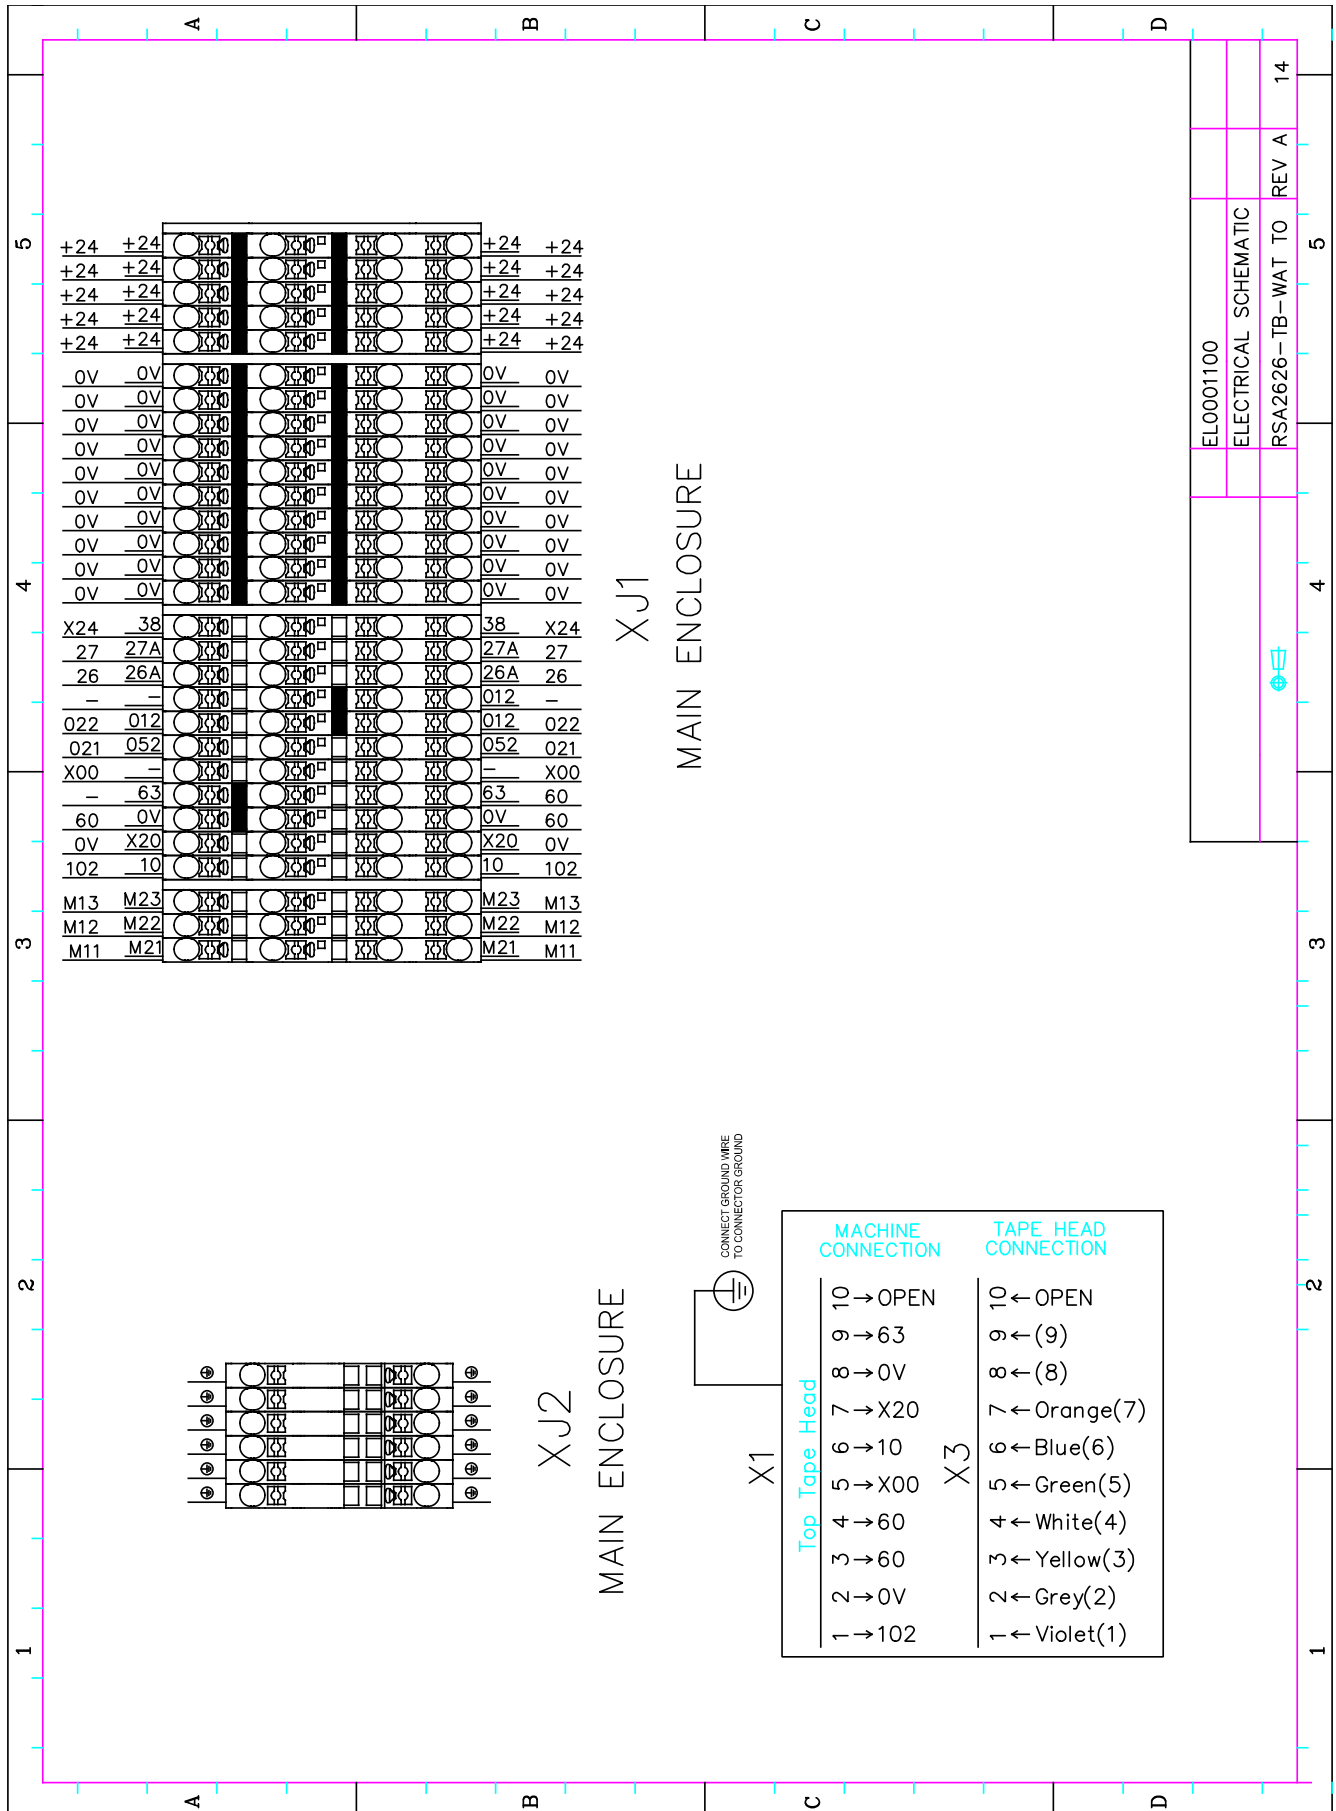 A B C D
5
+24 +24 +24 +24
+24 +24 +24 +24
+24 +24 +24 +24
+24 +24 +24 +24
+24 +24 +24 +24
0V 0V 0V 0V
0V 0V 0V 0V
0V 0V 0V 0V
0V 0V 0V 0V
0V 0V 0V 0V
0V 0V 0V 0V
0V 0V 0V 0V
0V 0V 0V 0V
0V 0V 0V 0V
0V 0V 0V 0V
4
X24 38 38 X24
27 27A 27A 27
26 26A 26A 26
– – 012 –
022 012 012 022
021 052 052 021
X00 – – X00
– 63 63 60
60 0V 0V 60
0V X20 X20 0V
102 10 10 102
M13 M23 M23 M13
M12 M22 M22 M12
M11 M21 M21 M11
3
XJ1
MAIN ENCLOSURE
EL0001100
ELECTRICAL SCHEMATIC
RSA2626-TB-WAT TO REV A 14
5
4
3
2
XJ2
MAIN ENCLOSURE
CONNECT GROUND WIRE
TO CONNECTOR GROUND
X1
Top Tape Head
MACHINE
CONNECTION
10→OPEN
9→63
8→0V
7→X20
6→10
5→X00
4→60
3→60
2→0V
1→102
X3
TAPE HEAD
CONNECTION
10←OPEN
9←(9)
8←(8)
7←Orange(7)
6←Blue(6)
5←Green(5)
4←White(4)
3←Yellow(3)
2←Grey(2)
1←Violet(1)
2
1
1
A B C D